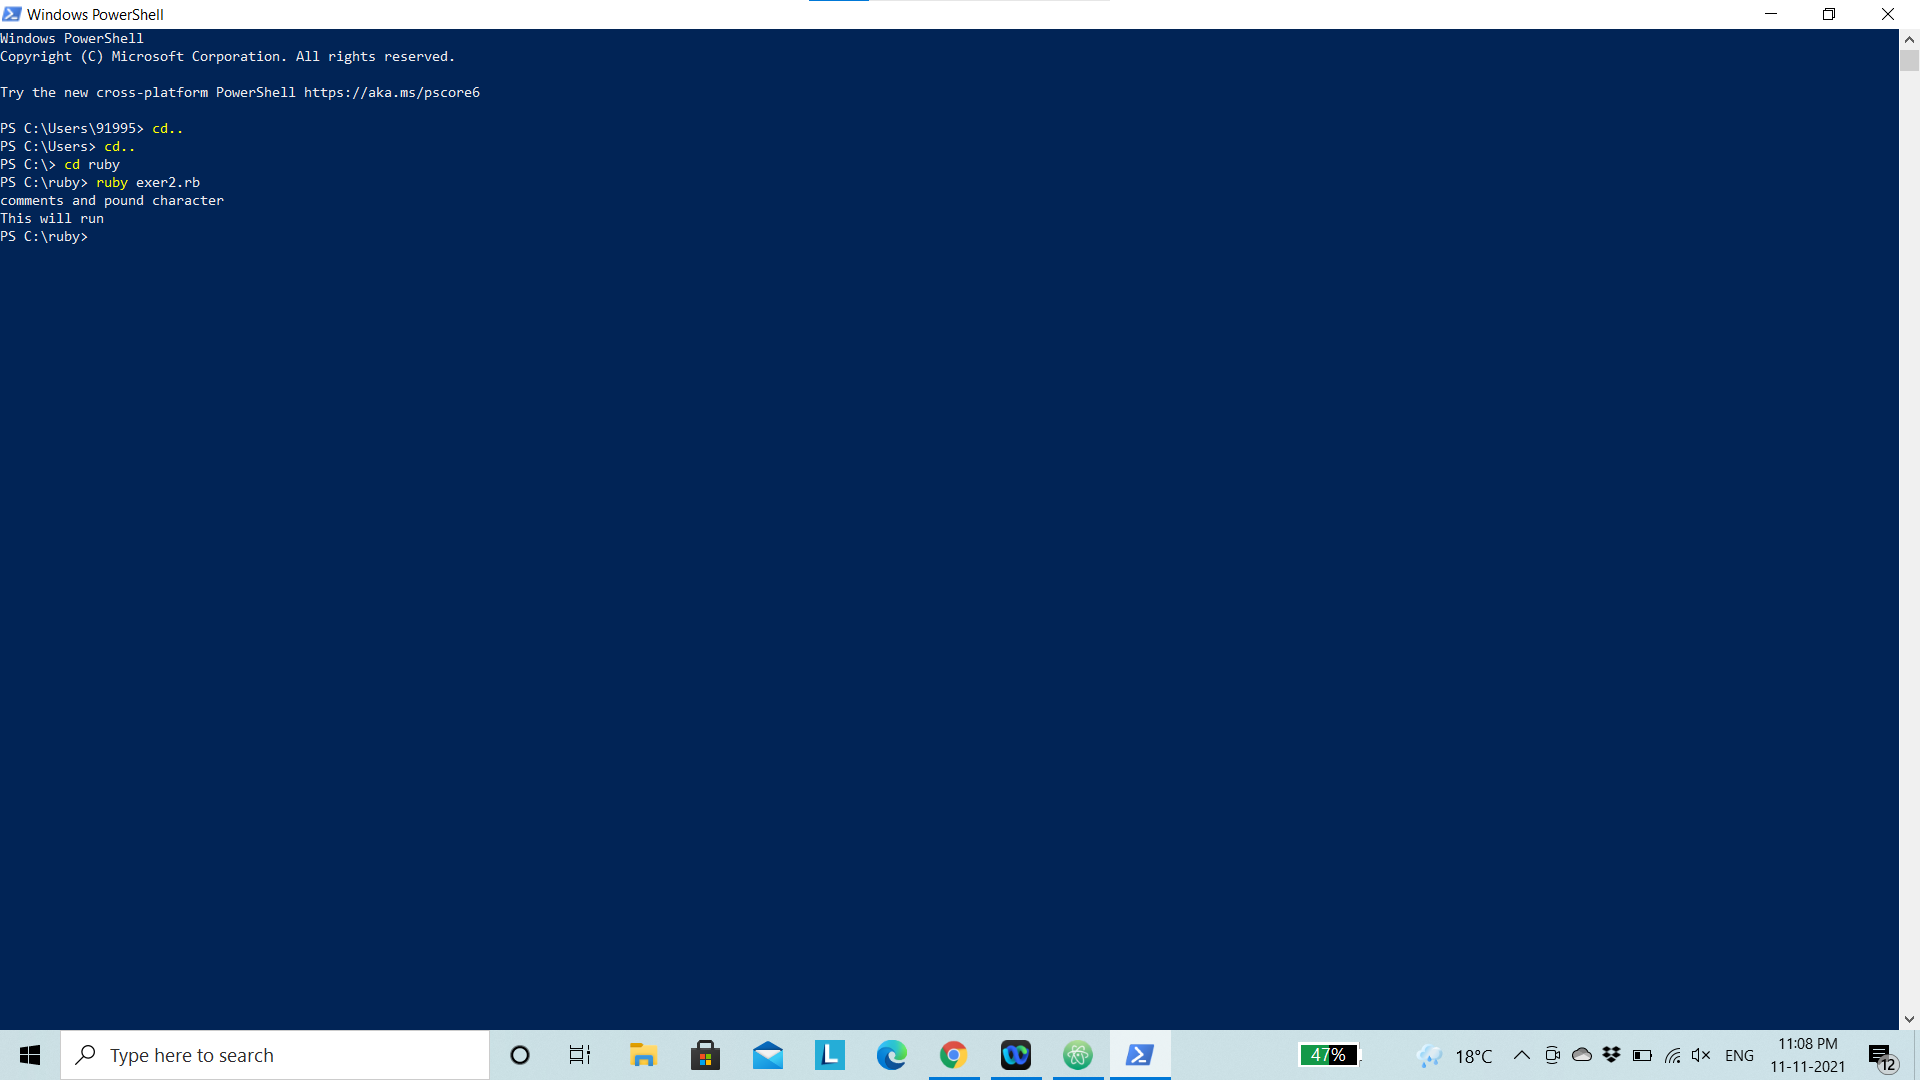 Windows PowerShell
Windows PowerShell
Copyright (C) Microsoft Corporation. All rights reserved.
Try the new cross-platform PowerShell https://aka.ms/pscore6
PS C:\Users\91995> cd..
PS C:\Users> cd..
PS C:\> cd ruby
PS C:\ruby> ruby exer2.rb
comments and pound character
This will run
PS C:\ruby>
Type here to search
L
47%
18°C
ENG
11:08 PM
11-11-2021
12